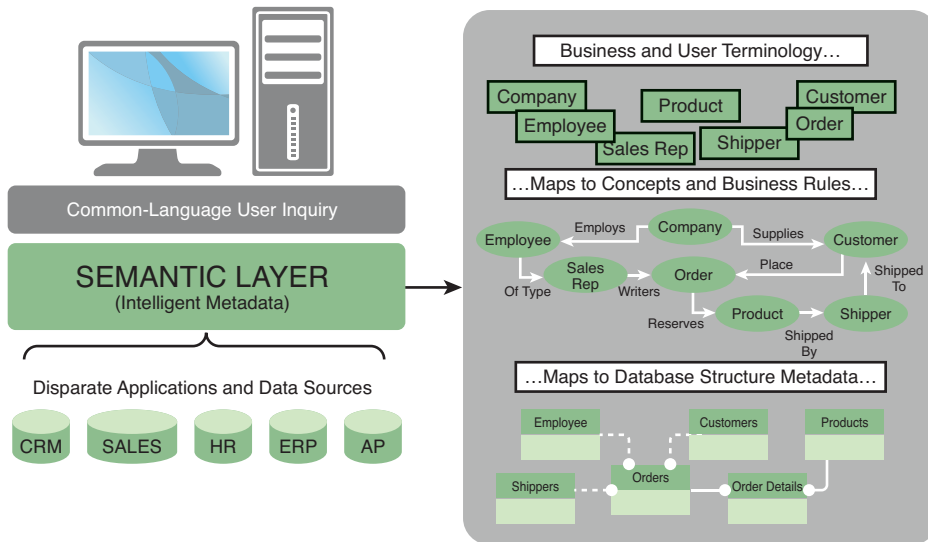 Common-Language User Inquiry
SEMANTIC LAYER
(Intelligent Metadata)
Disparate Applications and Data Sources
CRM
SALES
HR
ERP
AP
Business and User Terminology…
Company
Product
Customer
Employee
Order
Sales Rep
Shipper
…Maps to Concepts and Business Rules…
Employee
Employs
Company
Supplies
Customer
Of Type
Sales
Rep
Writers
Order
Place
Shipped
To
Reserves
Product
Shipped
By
Shipper
…Maps to Database Structure Metadata…
Employee
Customers
Products
Shippers
Orders
Order Details